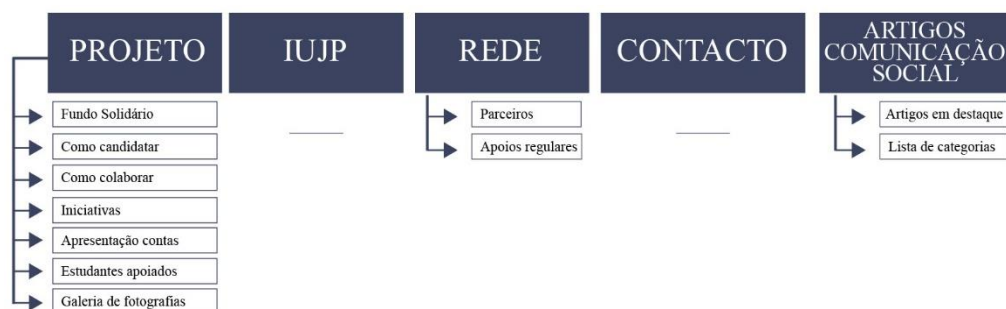 PROJETO
Fundo Solidário
Como candidatar
Como colaborar
Iniciativas
Apresentação contas
Estudantes apoiados
Galeria de fotografias
IUJP
REDE
Parceiros
Apoios regulares
CONTACTO
ARTIGOS
COMUNICAÇÃO
SOCIAL
Artigos em destaque
Lista de categorias